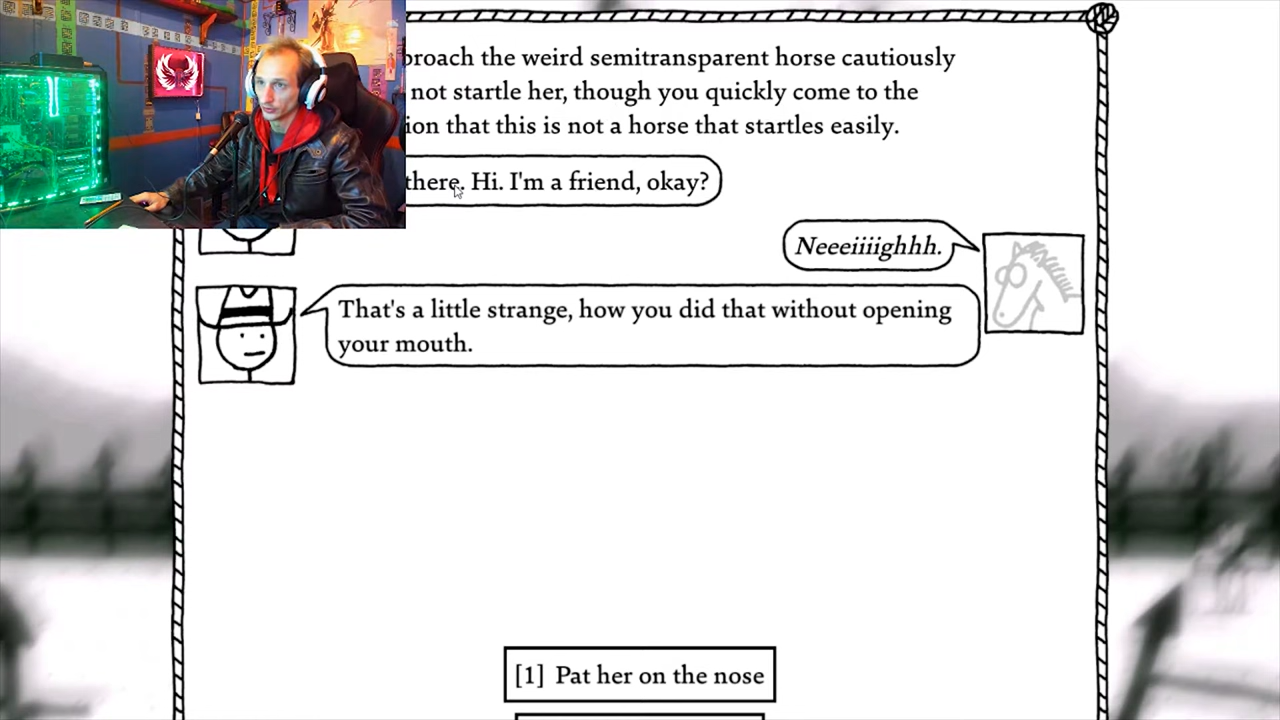 proach the weird semitransparent horse cautiously
not startle her, though you quickly come to the
ion that this is not a horse that startles easily.
there. Hi. I'm a friend, okay?
Neeeiiiighhh.
That's a little strange, how you did that without opening
your mouth.
[1] Pat her on the nose